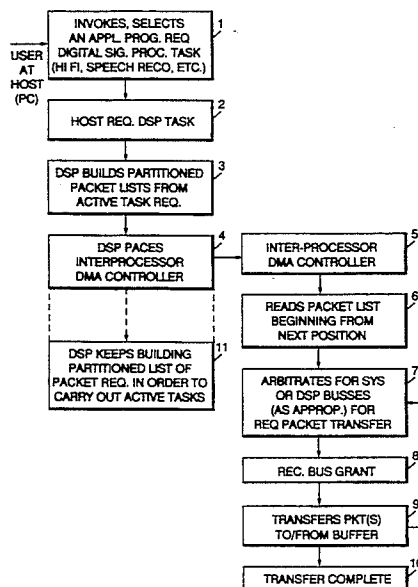 1
INVOKES, SELECTS
AN APPL. PROG. REQ
DIGITAL SIG. PROC. TASK
(HI FI, SPEECH RECO, ETC.)
USER
AT
HOST
(PC)
2
HOST REQ. DSP TASK
3
DSP BUILDS PARTITIONED
PACKET LISTS FROM
ACTIVE TASK REQ.
4
DSP PACES
INTERPROCESSOR
DMA CONTROLLER
5
INTER-PROCESSOR
DMA CONTROLLER
6
READS PACKET LIST
BEGINNING FROM
NEXT POSITION
11
DSP KEEPS BUILDING
PARTITIONED LIST OF
PACKET REQ. IN ORDER TO
CARRY OUT ACTIVE TASKS
7
ARBITRATES FOR SYS
OR DSP BUSSES
(AS APPROP.) FOR
REQ PACKET TRANSFER
8
REC. BUS GRANT
9
TRANSFERS PKT(S)
TO/FROM BUFFER
10
TRANSFER COMPLETE